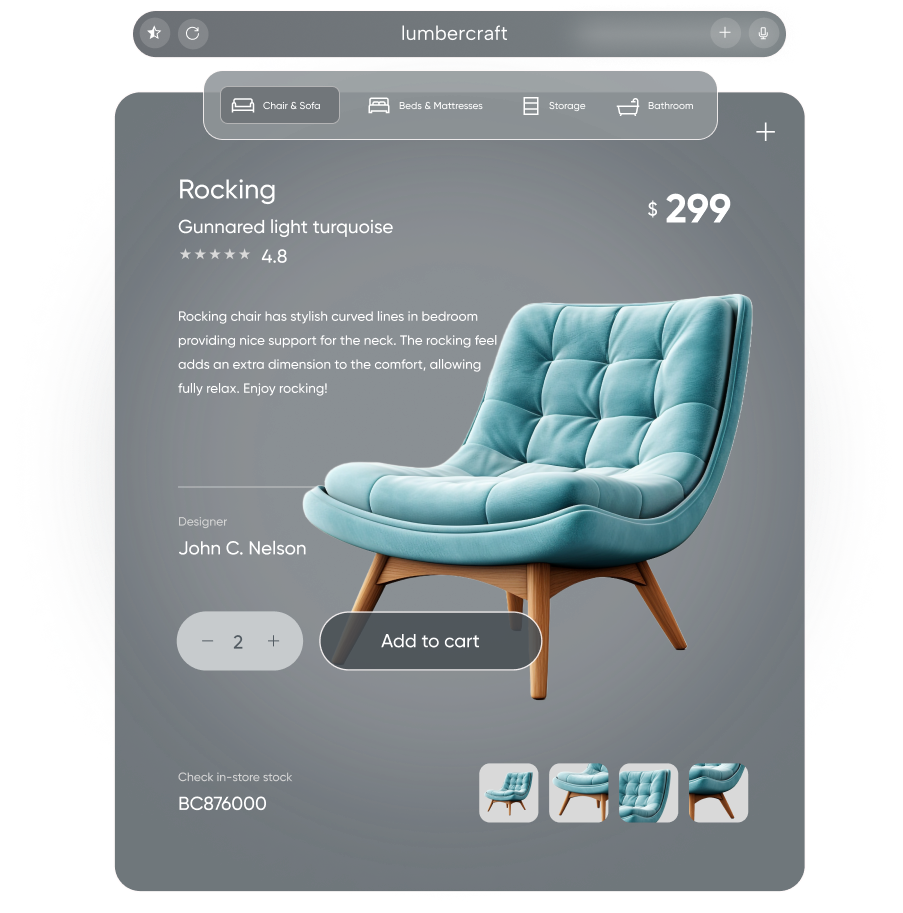 lumbercraft
Chair & Sofa
Beds & Mattresses
Storage
Bathroom
Rocking
Gunnared light turquoise
4.8
$ 299
Rocking chair has stylish curved lines in bedroom
providing nice support for the neck. The rocking feel
adds an extra dimension to the comfort, allowing
fully relax. Enjoy rocking!
Designer
John C. Nelson
2
Add to cart
Check in-store stock
BC876000